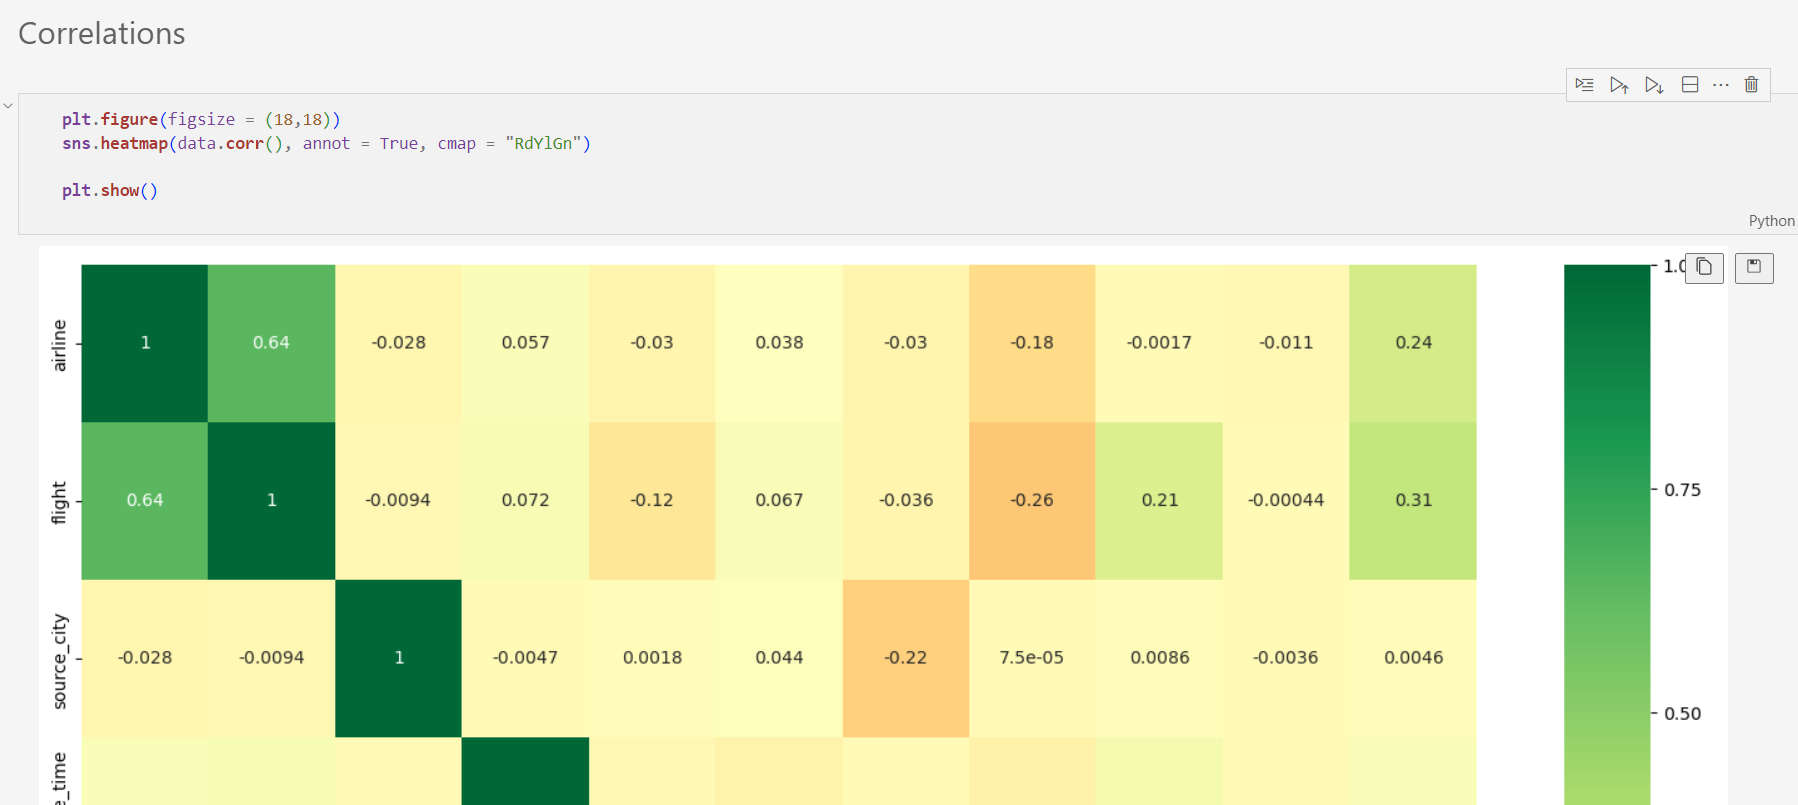 Correlations
plt.figure(figsize = (18,18))
sns.heatmap(data.corr(), annot = True, cmap = "RdYlGn")
plt.show()
Python
1.0
airline
1 0.64 -0.028 0.057 -0.03 0.038 -0.03 -0.18 -0.0017 -0.011 0.24
0.75
flight
0.64 1 -0.0094 0.072 -0.12 0.067 -0.036 -0.26 0.21 -0.00044 0.31
source_city
-0.028 -0.0094 1 -0.0047 0.0018 0.044 -0.22 7.5e-05 0.0086 -0.0036 0.0046
0.50
e_time